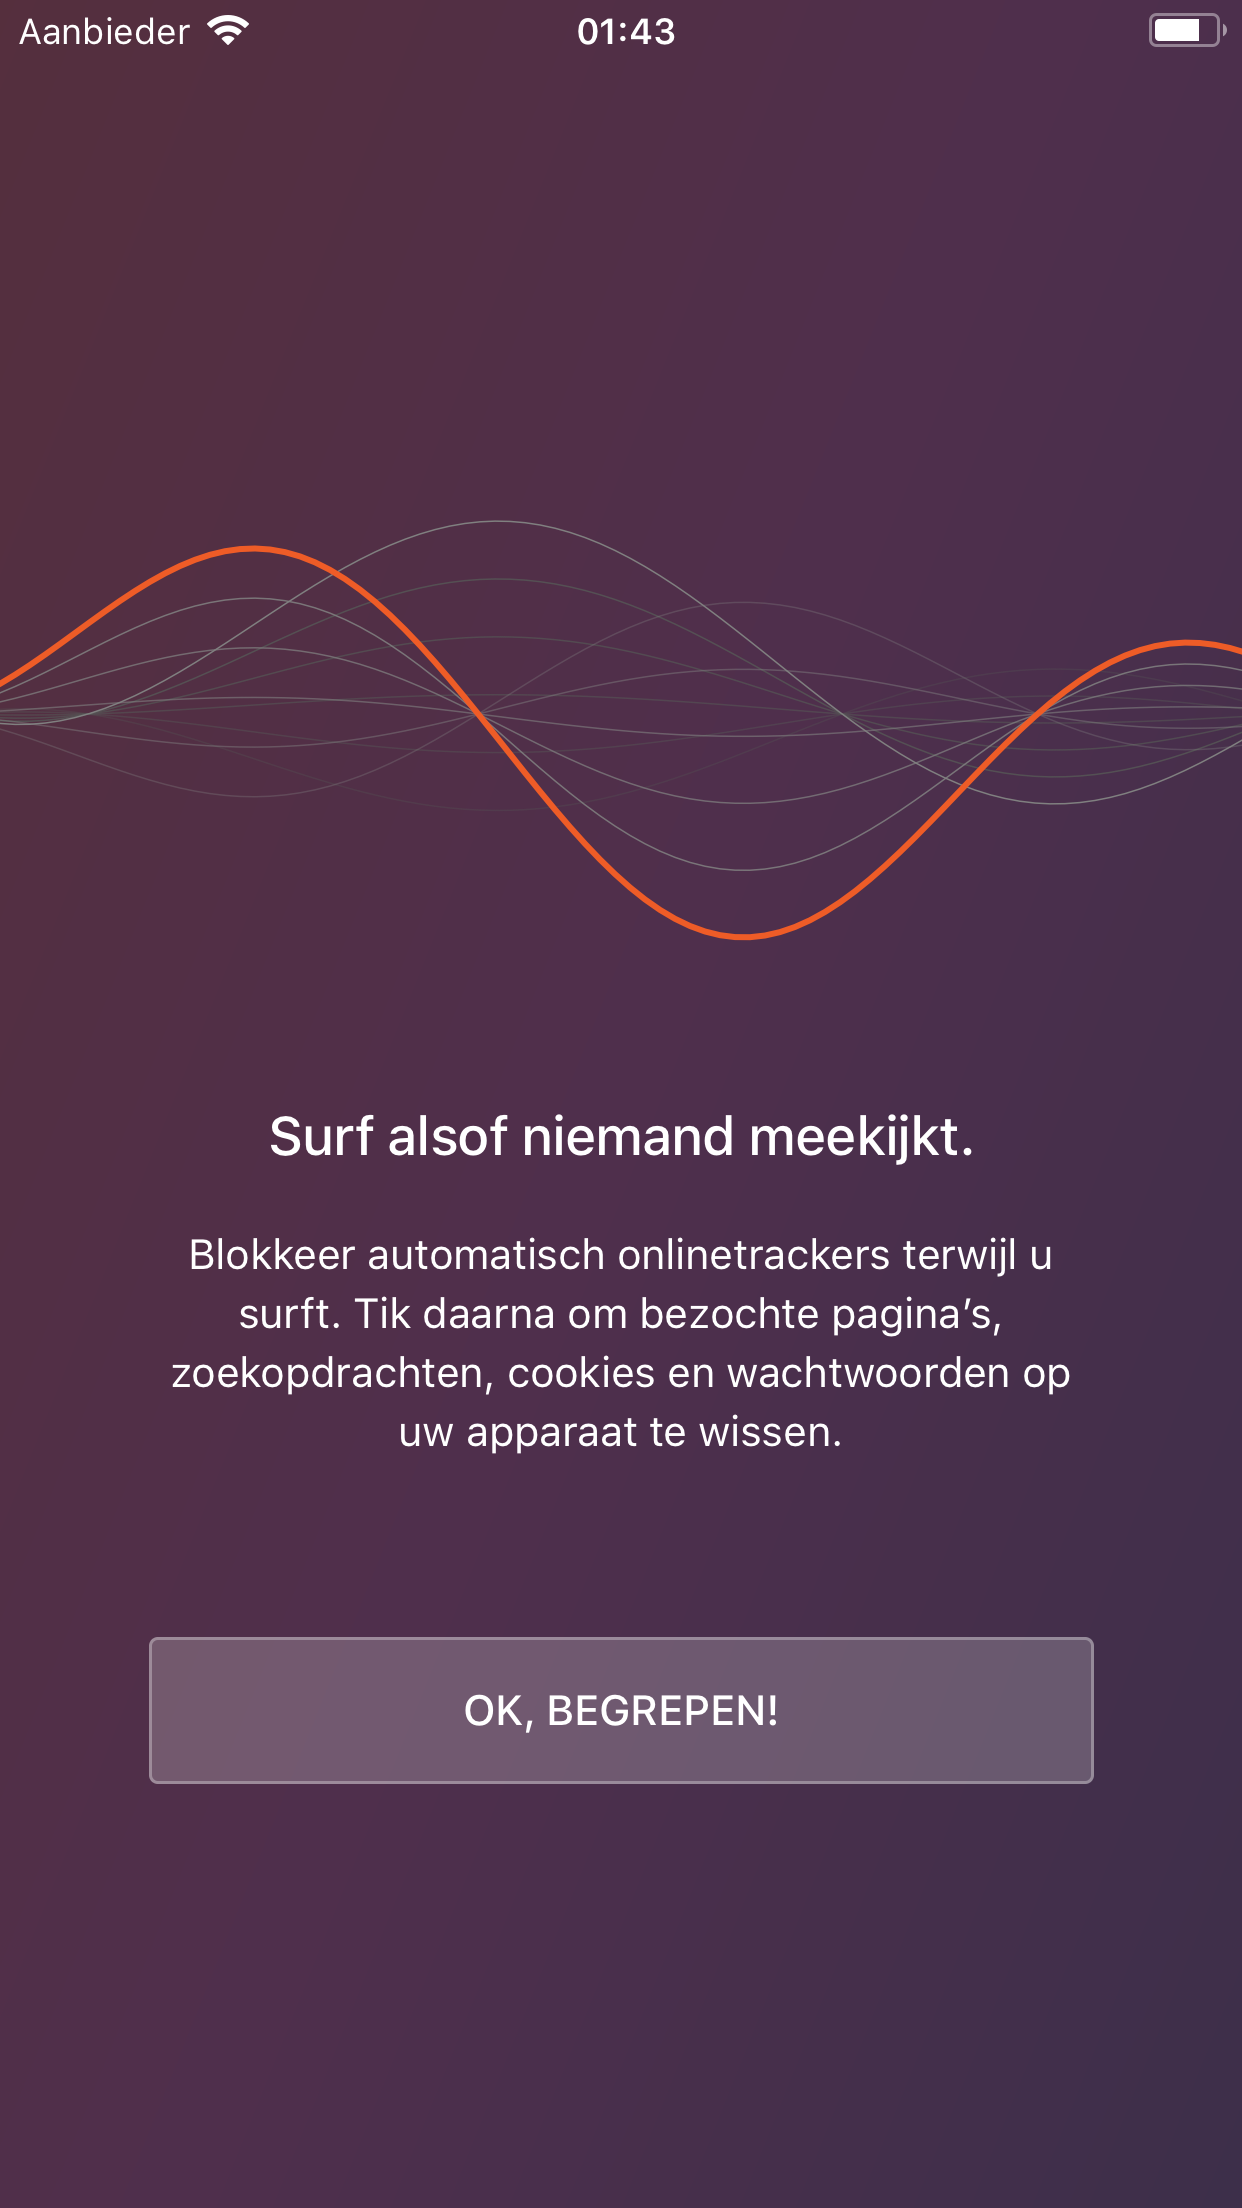 Aanbieder 01:43
Surf alsof niemand meekijkt.
Blokkeer automatisch onlinetrackers terwijl u
surft. Tik daarna om bezochte pagina’s,
zoekopdrachten, cookies en wachtwoorden op
uw apparaat te wissen.
OK, BEGREPEN!